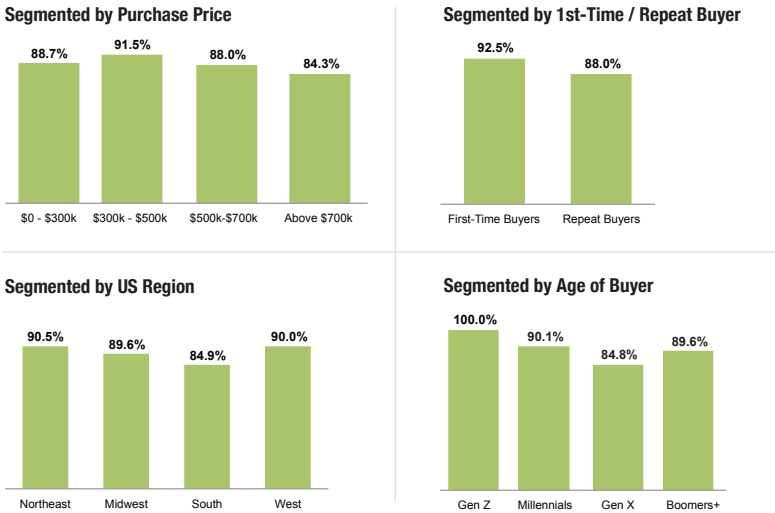 Segmented by Purchase Price
88.7%
91.5%
88.0%
84.3%
$0 - $300k
$300k - $500k
$500k-$700k
Above $700k
Segmented by 1st-Time / Repeat Buyer
92.5%
88.0%
First-Time Buyers
Repeat Buyers
Segmented by US Region
90.5%
89.6%
84.9%
90.0%
Northeast
Midwest
South
West
Segmented by Age of Buyer
100.0%
90.1%
84.8%
89.6%
Gen Z
Millennials
Gen X
Boomers+